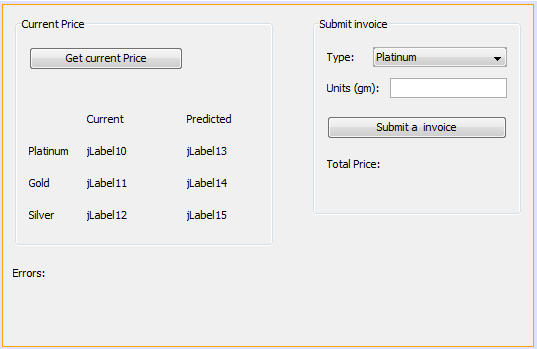 Current Price
Get current Price
Current Predicted
Platinum jLabel10 jLabel13
Gold jLabel11 jLabel14
Silver jLabel12 jLabel15
Submit invoice
Type: Platinum
Units (gm):
Submit a invoice
Total Price:
Errors: